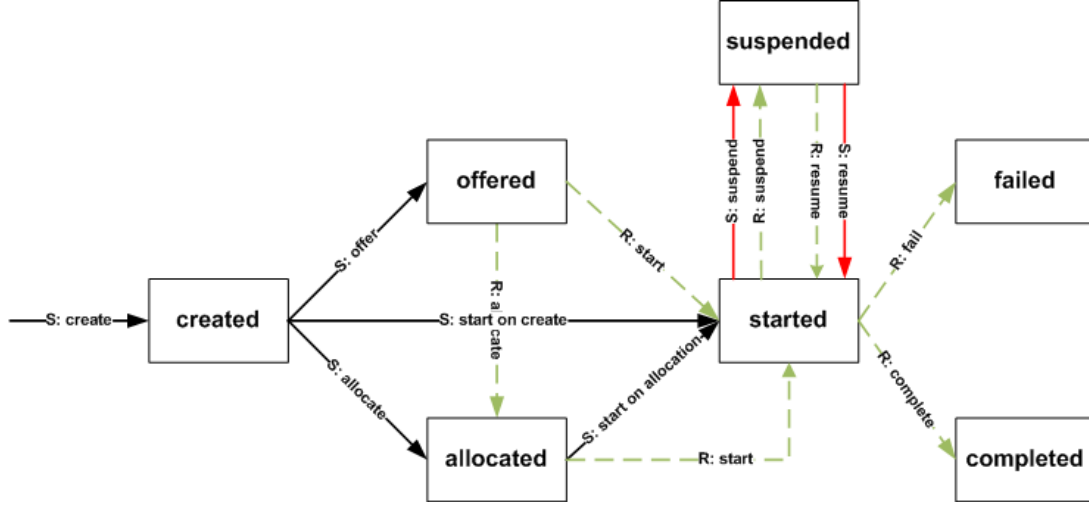 suspended
S: suspend
R: suspend
R: resume
S: resume
offered
failed
S: offer
R: start
R: fail
R: a
cate
S: create
created
S: start on create
started
S: allocate
S: start on allocation
R: complete
allocated
R: start
completed